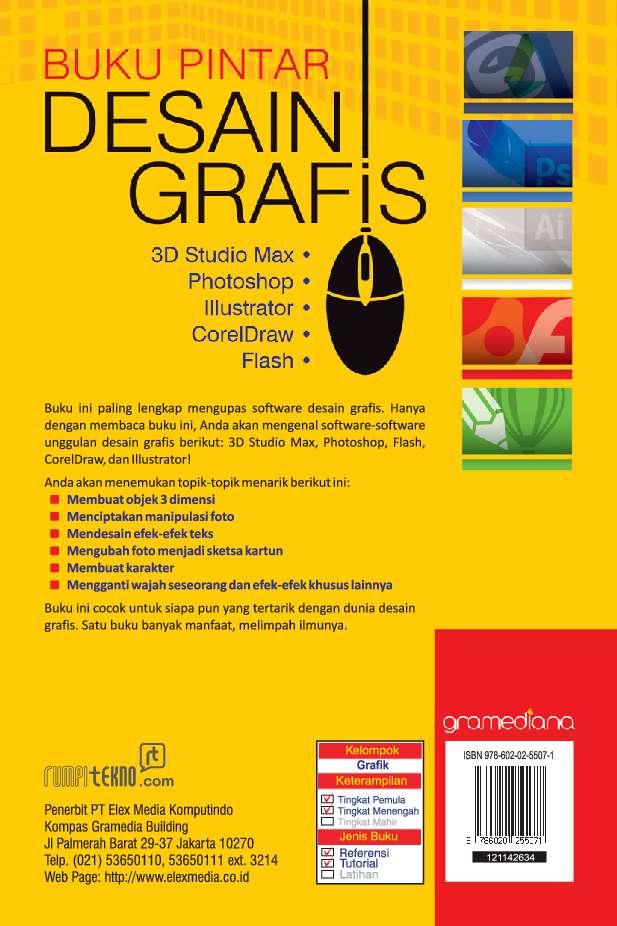 BUKU PINTAR
DESAIN
GRAFiS
3D Studio Max •
Photoshop •
Illustrator •
CorelDraw •
Flash •
Ps
Ai
Buku ini paling lengkap mengupas software desain grafis. Hanya
dengan membaca buku ini, Anda akan mengenal software-software
unggulan desain grafis berikut: 3D Studio Max, Photoshop, Flash,
CorelDraw, dan Illustrator!
Anda akan menemukan topik-topik menarik berikut ini:
Membuat objek 3 dimensi
Menciptakan manipulasi foto
Mendesain efek-efek teks
Mengubah foto menjadi sketsa kartun
Membuat karakter
Mengganti wajah seseorang dan efek-efek khusus lainnya
Buku ini cocok untuk siapa pun yang tertarik dengan dunia desain
grafis. Satu buku banyak manfaat, melimpah ilmunya.
rt
RUMPITEKNO.com
Penerbit PT Elex Media Komputindo
Kompas Gramedia Building
Jl Palmerah Barat 29-37 Jakarta 10270
Telp. (021) 53650110, 53650111 ext. 3214
Web Page: http://www.elexmedia.co.id
Kelompok
Grafik
Keterampilan
Tingkat Pemula
Tingkat Menengah
Tingkat Mahir
Jenis Buku
Referensi
Tutorial
Latihan
gramediana
ISBN 978-602-02-5507-1
9 786020 255071
121142634